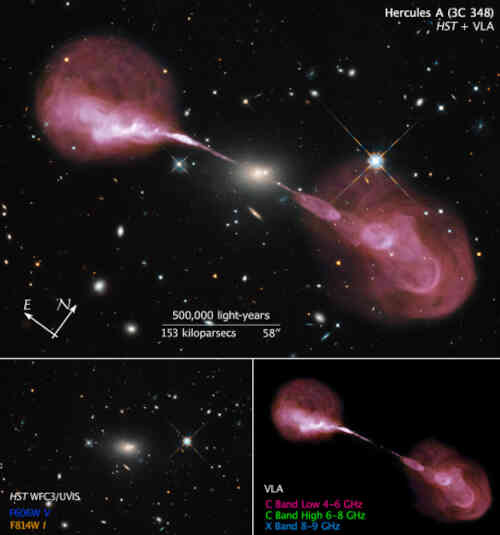 Hercules A (3C 348)
HST + VLA
E
N
500,000 light-years
153 kiloparsecs 58"
HST WFC3/UVIS
F606W V
F814W I
VLA
C Band Low 4–6 GHz
C Band High 6–8 GHz
X Band 8–9 GHz